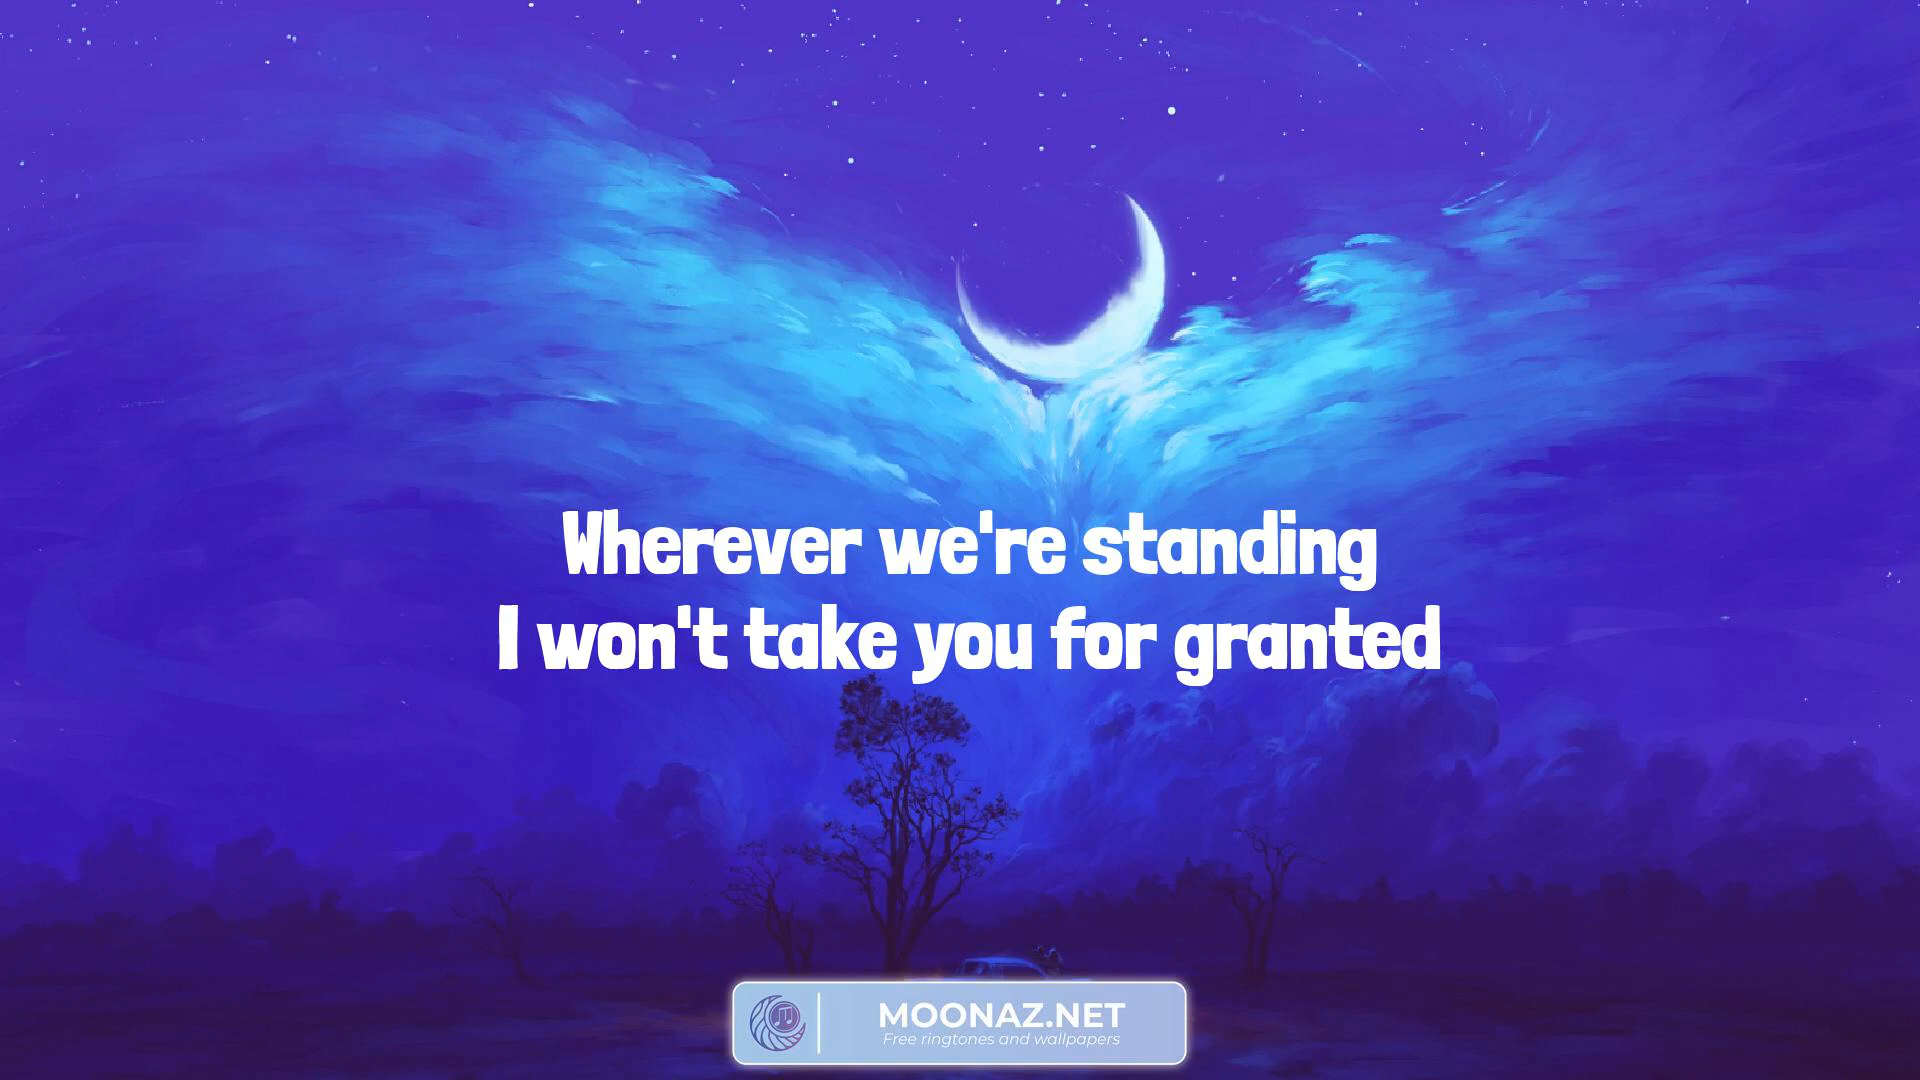 Wherever we're standing
I won't take you for granted
MOONAZ.NET
Free ringtones and wallpapers